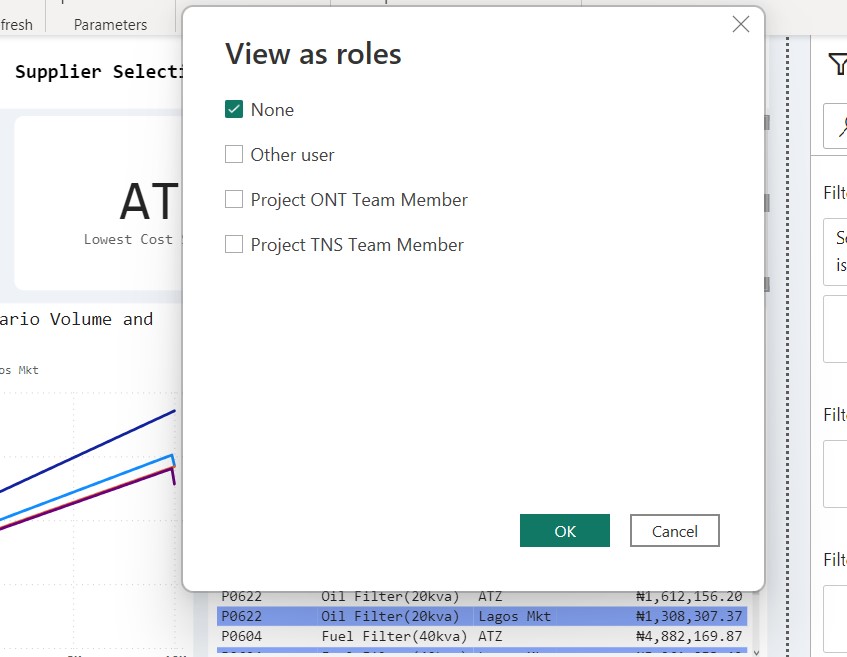 fresh
Parameters
Supplier Selecti
View as roles
None
Other user
Project ONT Team Member
Project TNS Team Member
OK
Cancel
AT
Lowest Cost
ario Volume and
os Mkt
Filt
is
Filt
Filt
P0622 Oil Filter(20kva) ATZ ₦1,612,156.20
P0622 Oil Filter(20kva) Lagos Mkt ₦1,308,307.37
P0604 Fuel Filter(40kva) ATZ ₦4,882,169.87